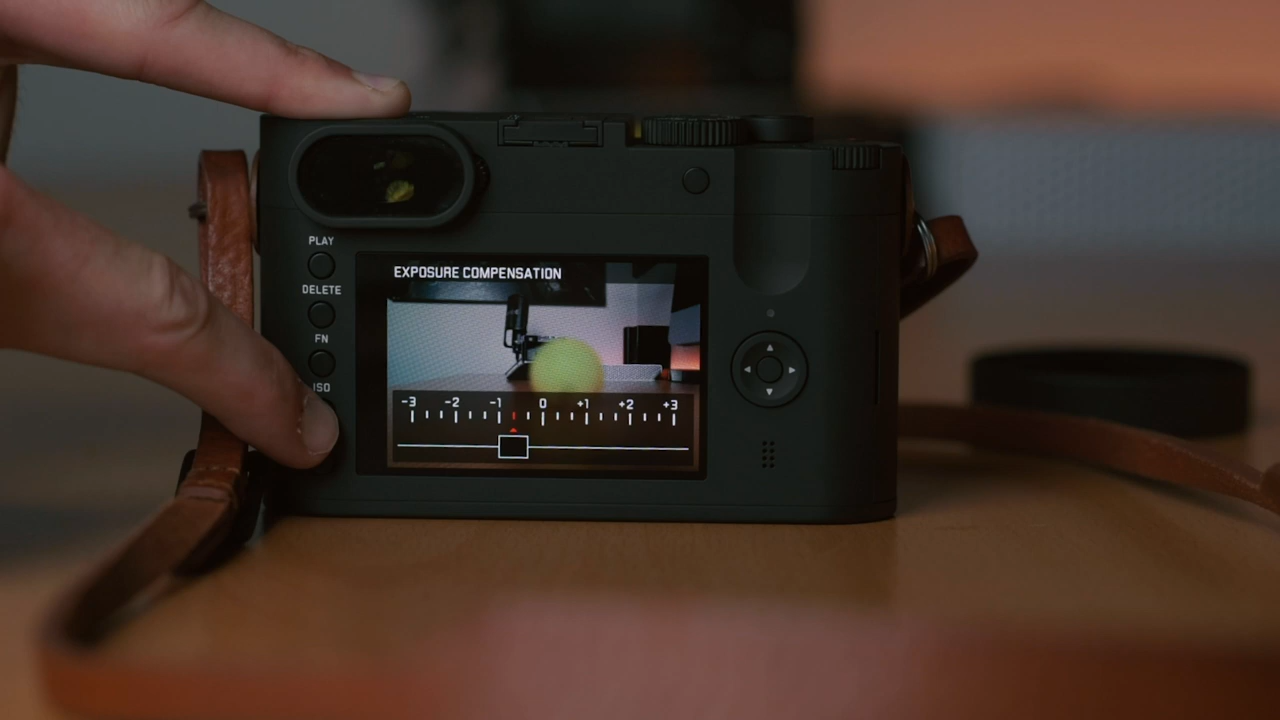 PLAY
DELETE
FN
ISO
EXPOSURE COMPENSATION
-3 -2 -1 0 +1 +2 +3